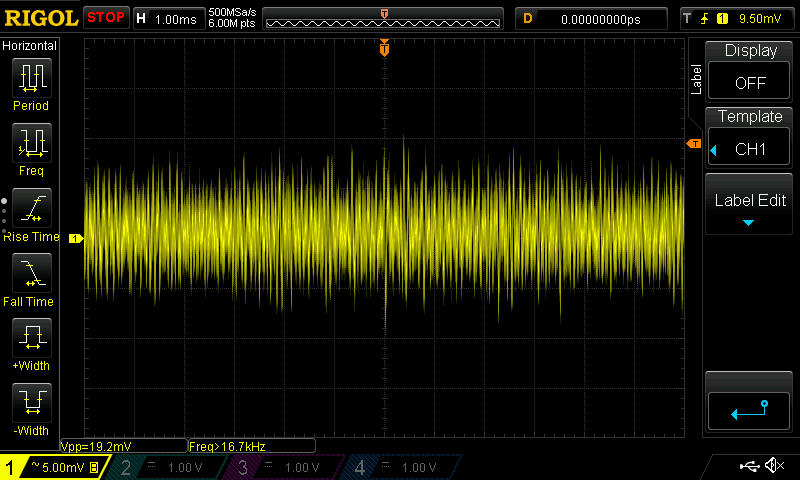 RIGOL STOP H 1.00ms 500MSa/s 6.00M pts T D 0.00000000ps T 1 9.50mV
Horizontal
Period
Freq
Rise Time
Fall Time
+Width
-Width
T
T
1
Label
Display
OFF
Template
CH1
Label Edit
Vpp=19.2mV Freq>16.7kHz
1 ~ 5.00mV B 2 1.00 V 3 1.00 V 4 1.00 V